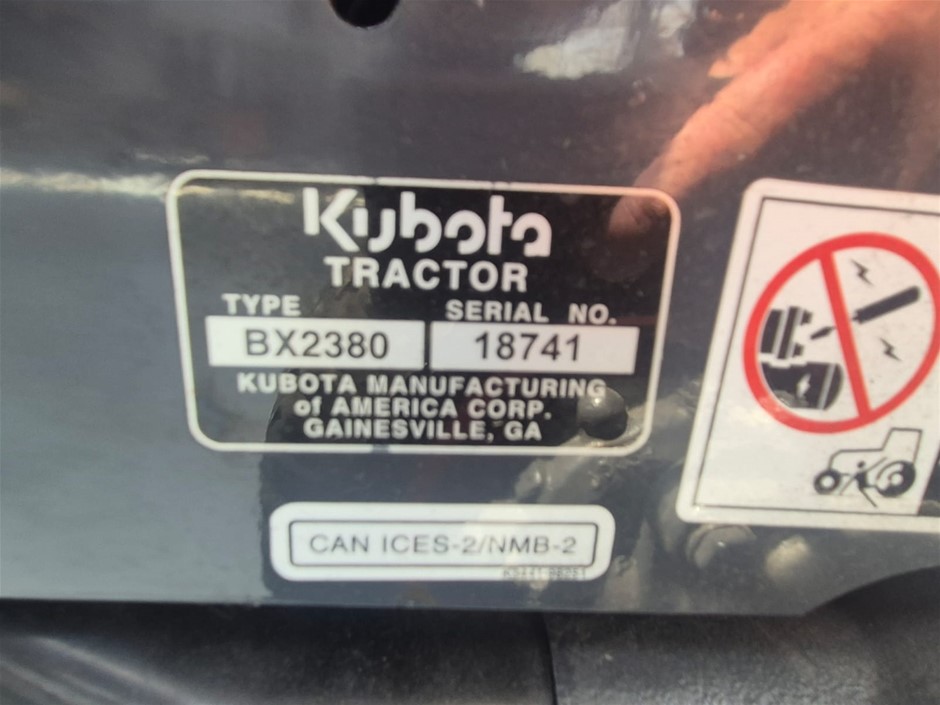 Kubota
TRACTOR
TYPE SERIAL NO.
BX2380 18741
KUBOTA MANUFACTURING
of AMERICA CORP.
GAINESVILLE, GA
CAN ICES-2/NMB-2